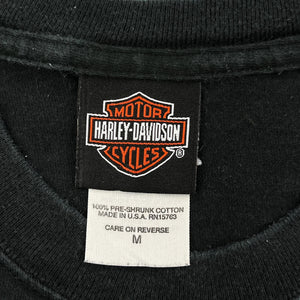 MOTOR
HARLEY-DAVIDSON
CYCLES
®
100% PRE-SHRUNK COTTON
MADE IN U.S.A. RN15763
CARE ON REVERSE
M